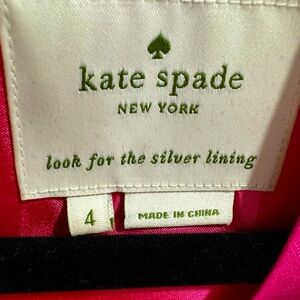 kate spade
NEW YORK
look for the silver lining
4
MADE IN CHINA